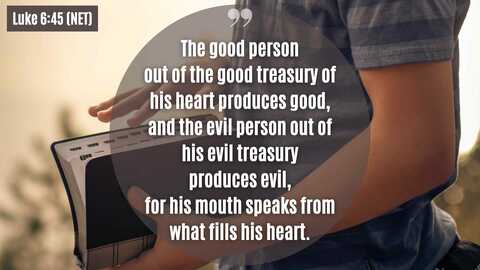 Luke 6:45 (NET)
The good person
out of the good treasury of
his heart produces good,
and the evil person out of
his evil treasury
produces evil,
for his mouth speaks from
what fills his heart.